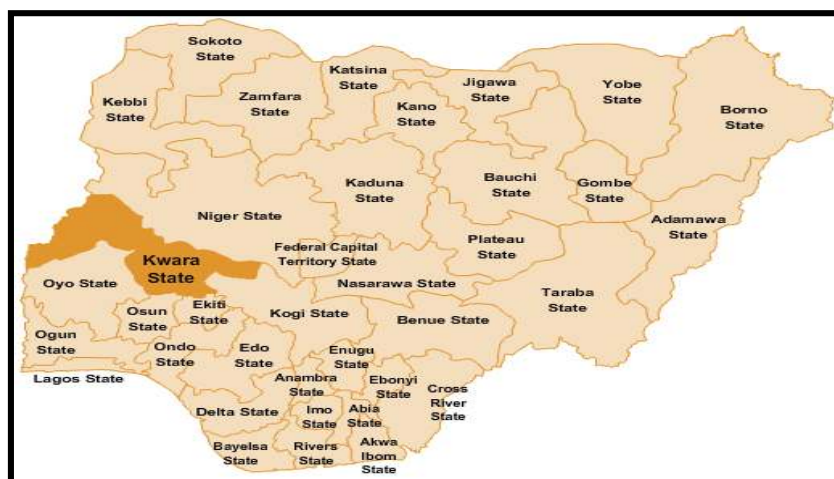 Sokoto
State
Katsina
State
Jigawa
State
Yobe
State
Kebbi
State
Zamfara
State
Kano
State
Borno
State
Kaduna
State
Bauchi
State
Gombe
State
Niger State
Adamawa
State
Plateau
State
Federal Capital
Territory State
Kwara
State
Oyo State
Nasarawa State
Taraba
State
Osun
State
Ekiti
State
Kogi State
Benue State
Ogun
State
Ondo
State
Edo
State
Enugu
State
Lagos State
Anambra
State
Ebonyi
State
Cross
River
State
Delta State
Imo
State
Abia
State
Bayelsa
State
Rivers
State
Akwa
Ibom
State